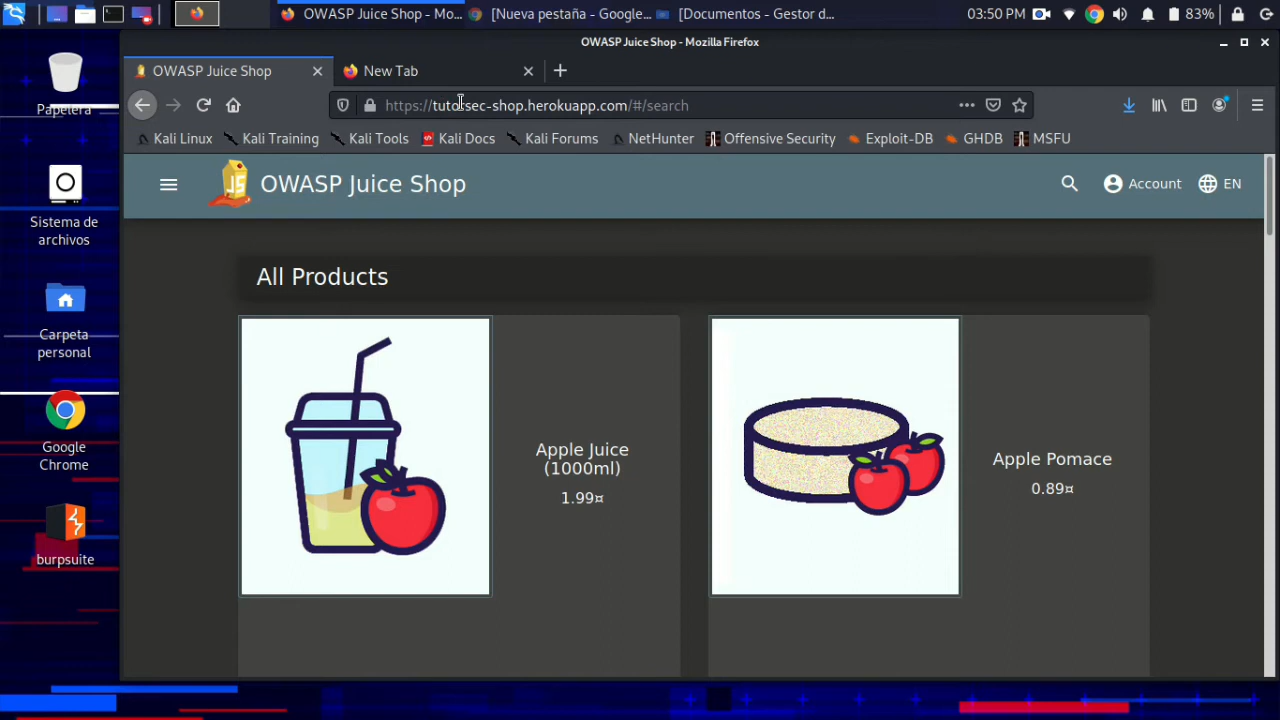 OWASP Juice Shop - Mo...
[Nueva pestaña - Google...
[Documentos - Gestor d...
03:50 PM
83%
OWASP Juice Shop - Mozilla Firefox
OWASP Juice Shop
New Tab
https://tutorsec-shop.herokuapp.com/#/search
Kali Linux
Kali Training
Kali Tools
Kali Docs
Kali Forums
NetHunter
Offensive Security
Exploit-DB
GHDB
MSFU
JS
OWASP Juice Shop
Account
EN
All Products
Apple Juice
(1000ml)
1.99¤
Apple Pomace
0.89¤
Papelera
Sistema de
archivos
Carpeta
personal
Google
Chrome
burpsuite